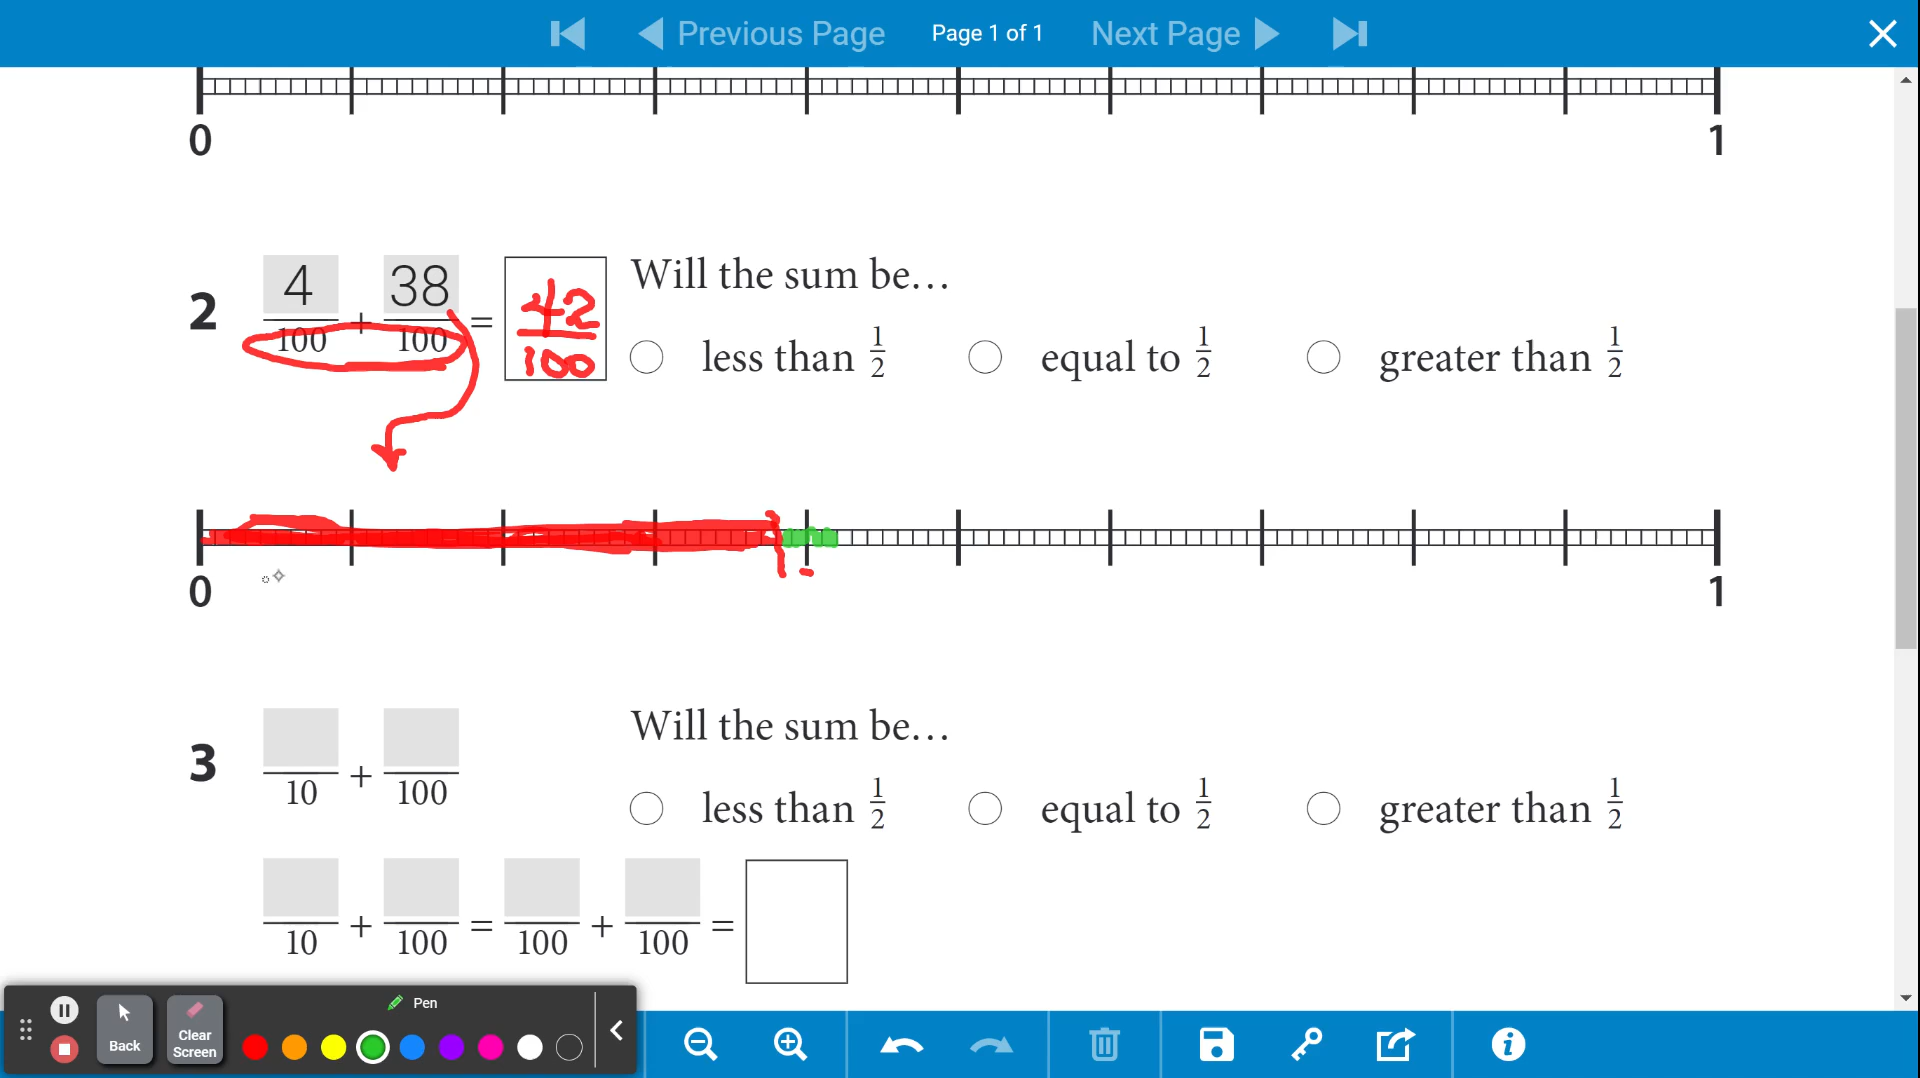 Previous Page Page 1 of 1 Next Page
0 1
2 4/100 + 38/100 = 42/100 Will the sum be…
less than 1/2 equal to 1/2 greater than 1/2
0 1
3 /10 + /100 Will the sum be…
less than 1/2 equal to 1/2 greater than 1/2
/10 + /100 = /100 + /100 =
Pen
Back Clear Screen